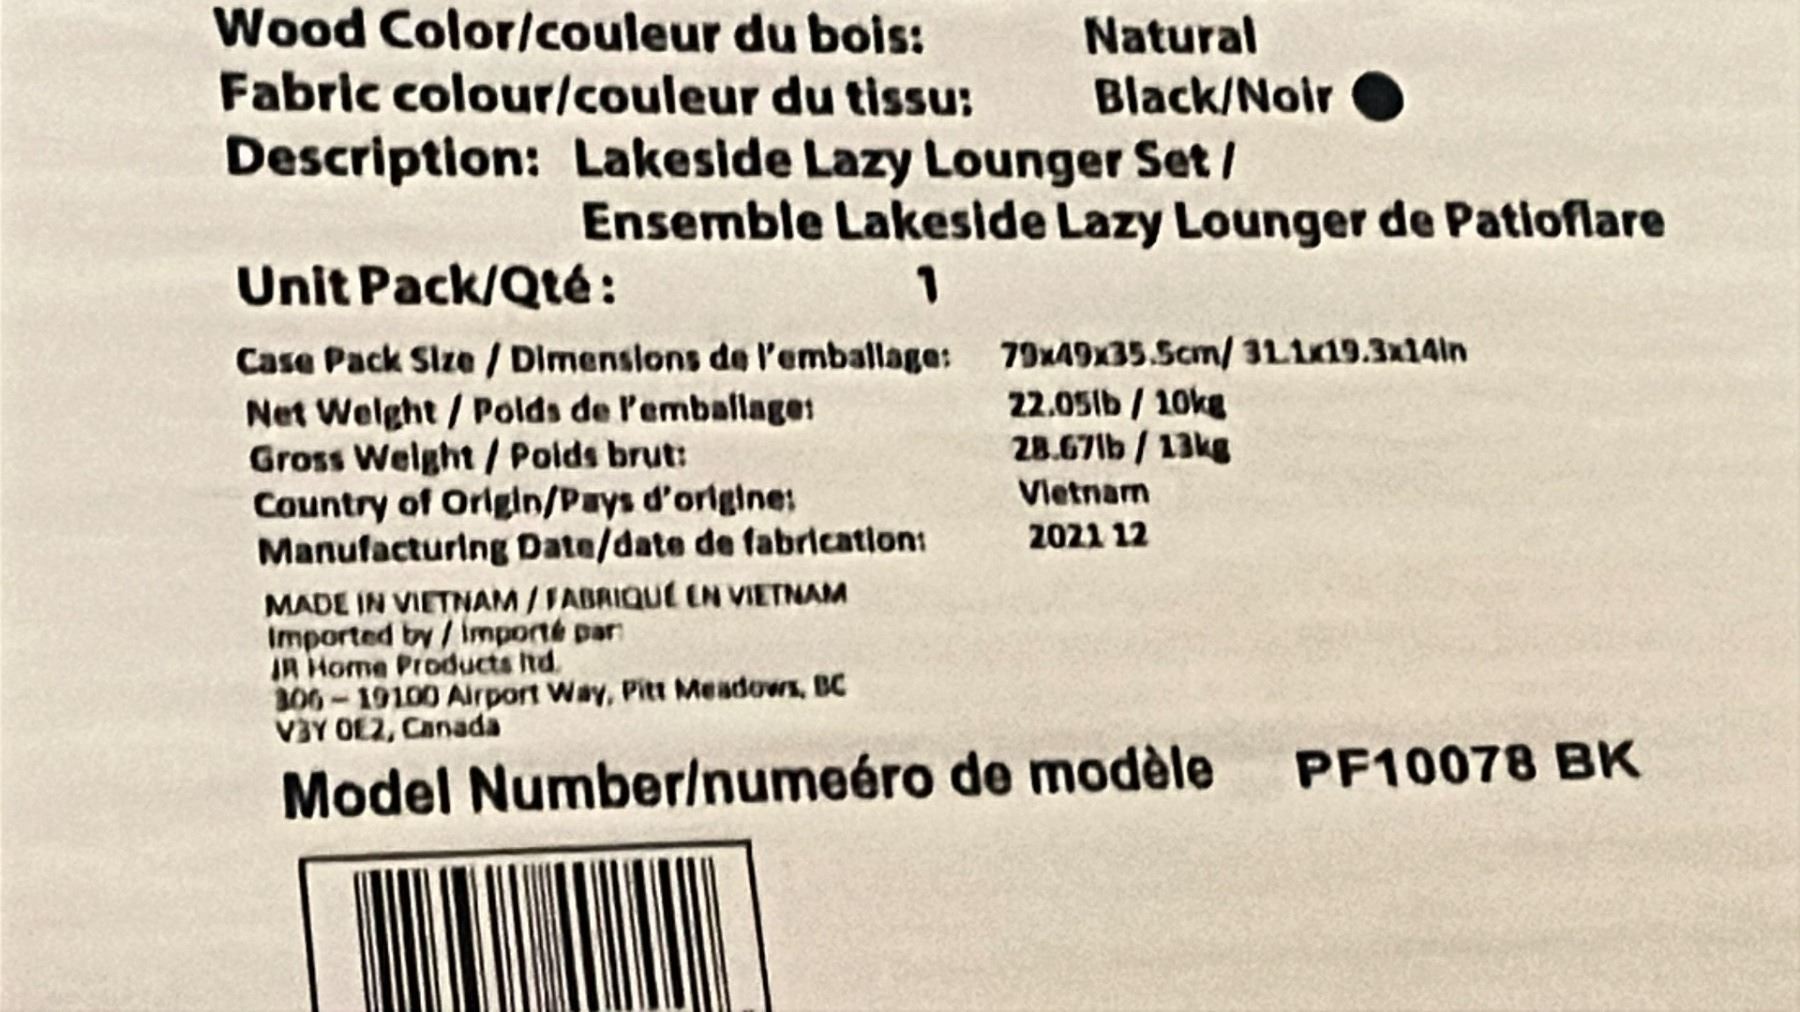 Wood Color/couleur du bois: Natural
Fabric colour/couleur du tissu: Black/Noir
Description: Lakeside Lazy Lounger Set /
Ensemble Lakeside Lazy Lounger de Patioflare
Unit Pack/Qté : 1
Case Pack Size / Dimensions de l'emballage: 79x49x35.5cm/ 31.1x19.3x14in
Net Weight / Poids de l'emballage: 22.05lb / 10kg
Gross Weight / Poids brut: 28.67lb / 13kg
Country of Origin/Pays d'origine: Vietnam
Manufacturing Date/date de fabrication: 2021 12
MADE IN VIETNAM / FABRIQUÉ EN VIETNAM
Imported by / Importé par:
JR Home Products ltd.
306 – 19100 Airport Way, Pitt Meadows, BC
V3Y 0E2, Canada
Model Number/numeéro de modèle PF10078 BK